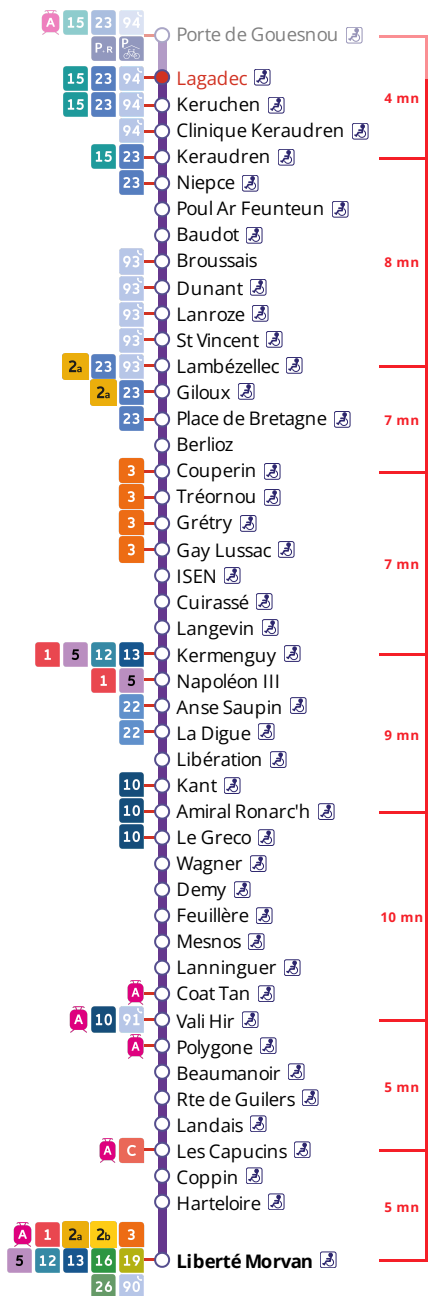 A 15 23 94 Porte de Gouesnou
P+R P
15 23 94 Lagadec
15 23 94 Keruchen
4 mn
94 Clinique Keraudren
15 23 Keraudren
23 Niepce
Poul Ar Feunteun
Baudot
93 Broussais
8 mn
93 Dunant
93 Lanroze
93 St Vincent
2a 23 93 Lambézellec
2a 23 Giloux
23 Place de Bretagne
7 mn
Berlioz
3 Couperin
3 Tréornou
3 Grétry
3 Gay Lussac
7 mn
ISEN
Cuirassé
Langevin
1 5 12 13 Kermenguy
1 5 Napoléon III
22 Anse Saupin
22 La Digue
9 mn
Libération
10 Kant
10 Amiral Ronarc'h
10 Le Greco
Wagner
Demy
Feuillère
10 mn
Mesnos
Lanninguer
A Coat Tan
A 10 91 Vali Hir
A Polygone
Beaumanoir
5 mn
Rte de Guilers
Landais
A C Les Capucins
Coppin
Harteloire
5 mn
A 1 2a 2b 3
5 12 13 16 19 Liberté Morvan
26 90